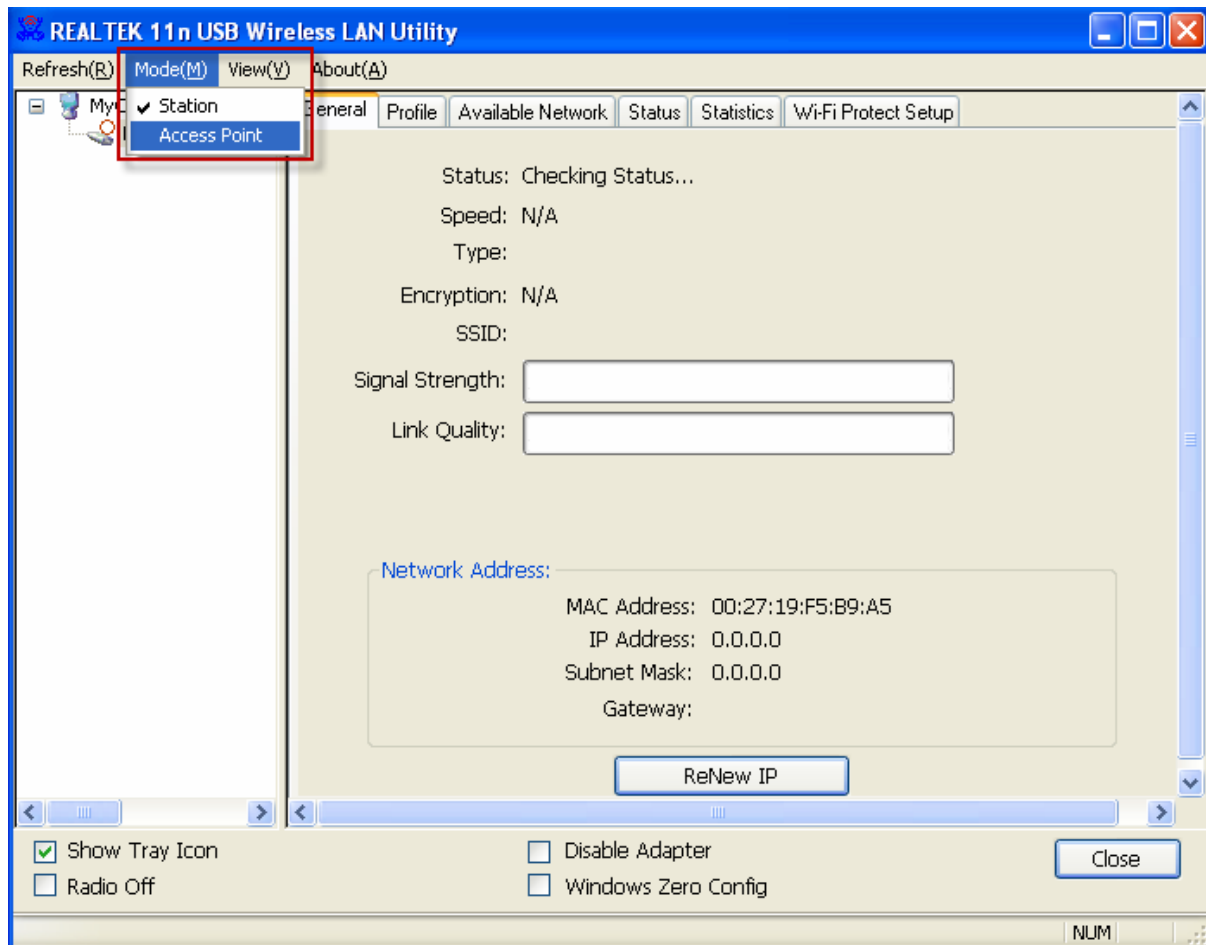 REALTEK 11n USB Wireless LAN Utility
Refresh(R) Mode(M) View(V) About(A)
Station
Access Point
General Profile Available Network Status Statistics Wi-Fi Protect Setup
Status: Checking Status...
Speed: N/A
Type:
Encryption: N/A
SSID:
Signal Strength:
Link Quality:
Network Address:
MAC Address: 00:27:19:F5:B9:A5
IP Address: 0.0.0.0
Subnet Mask: 0.0.0.0
Gateway:
ReNew IP
Show Tray Icon
Radio Off
Disable Adapter
Windows Zero Config
Close
NUM